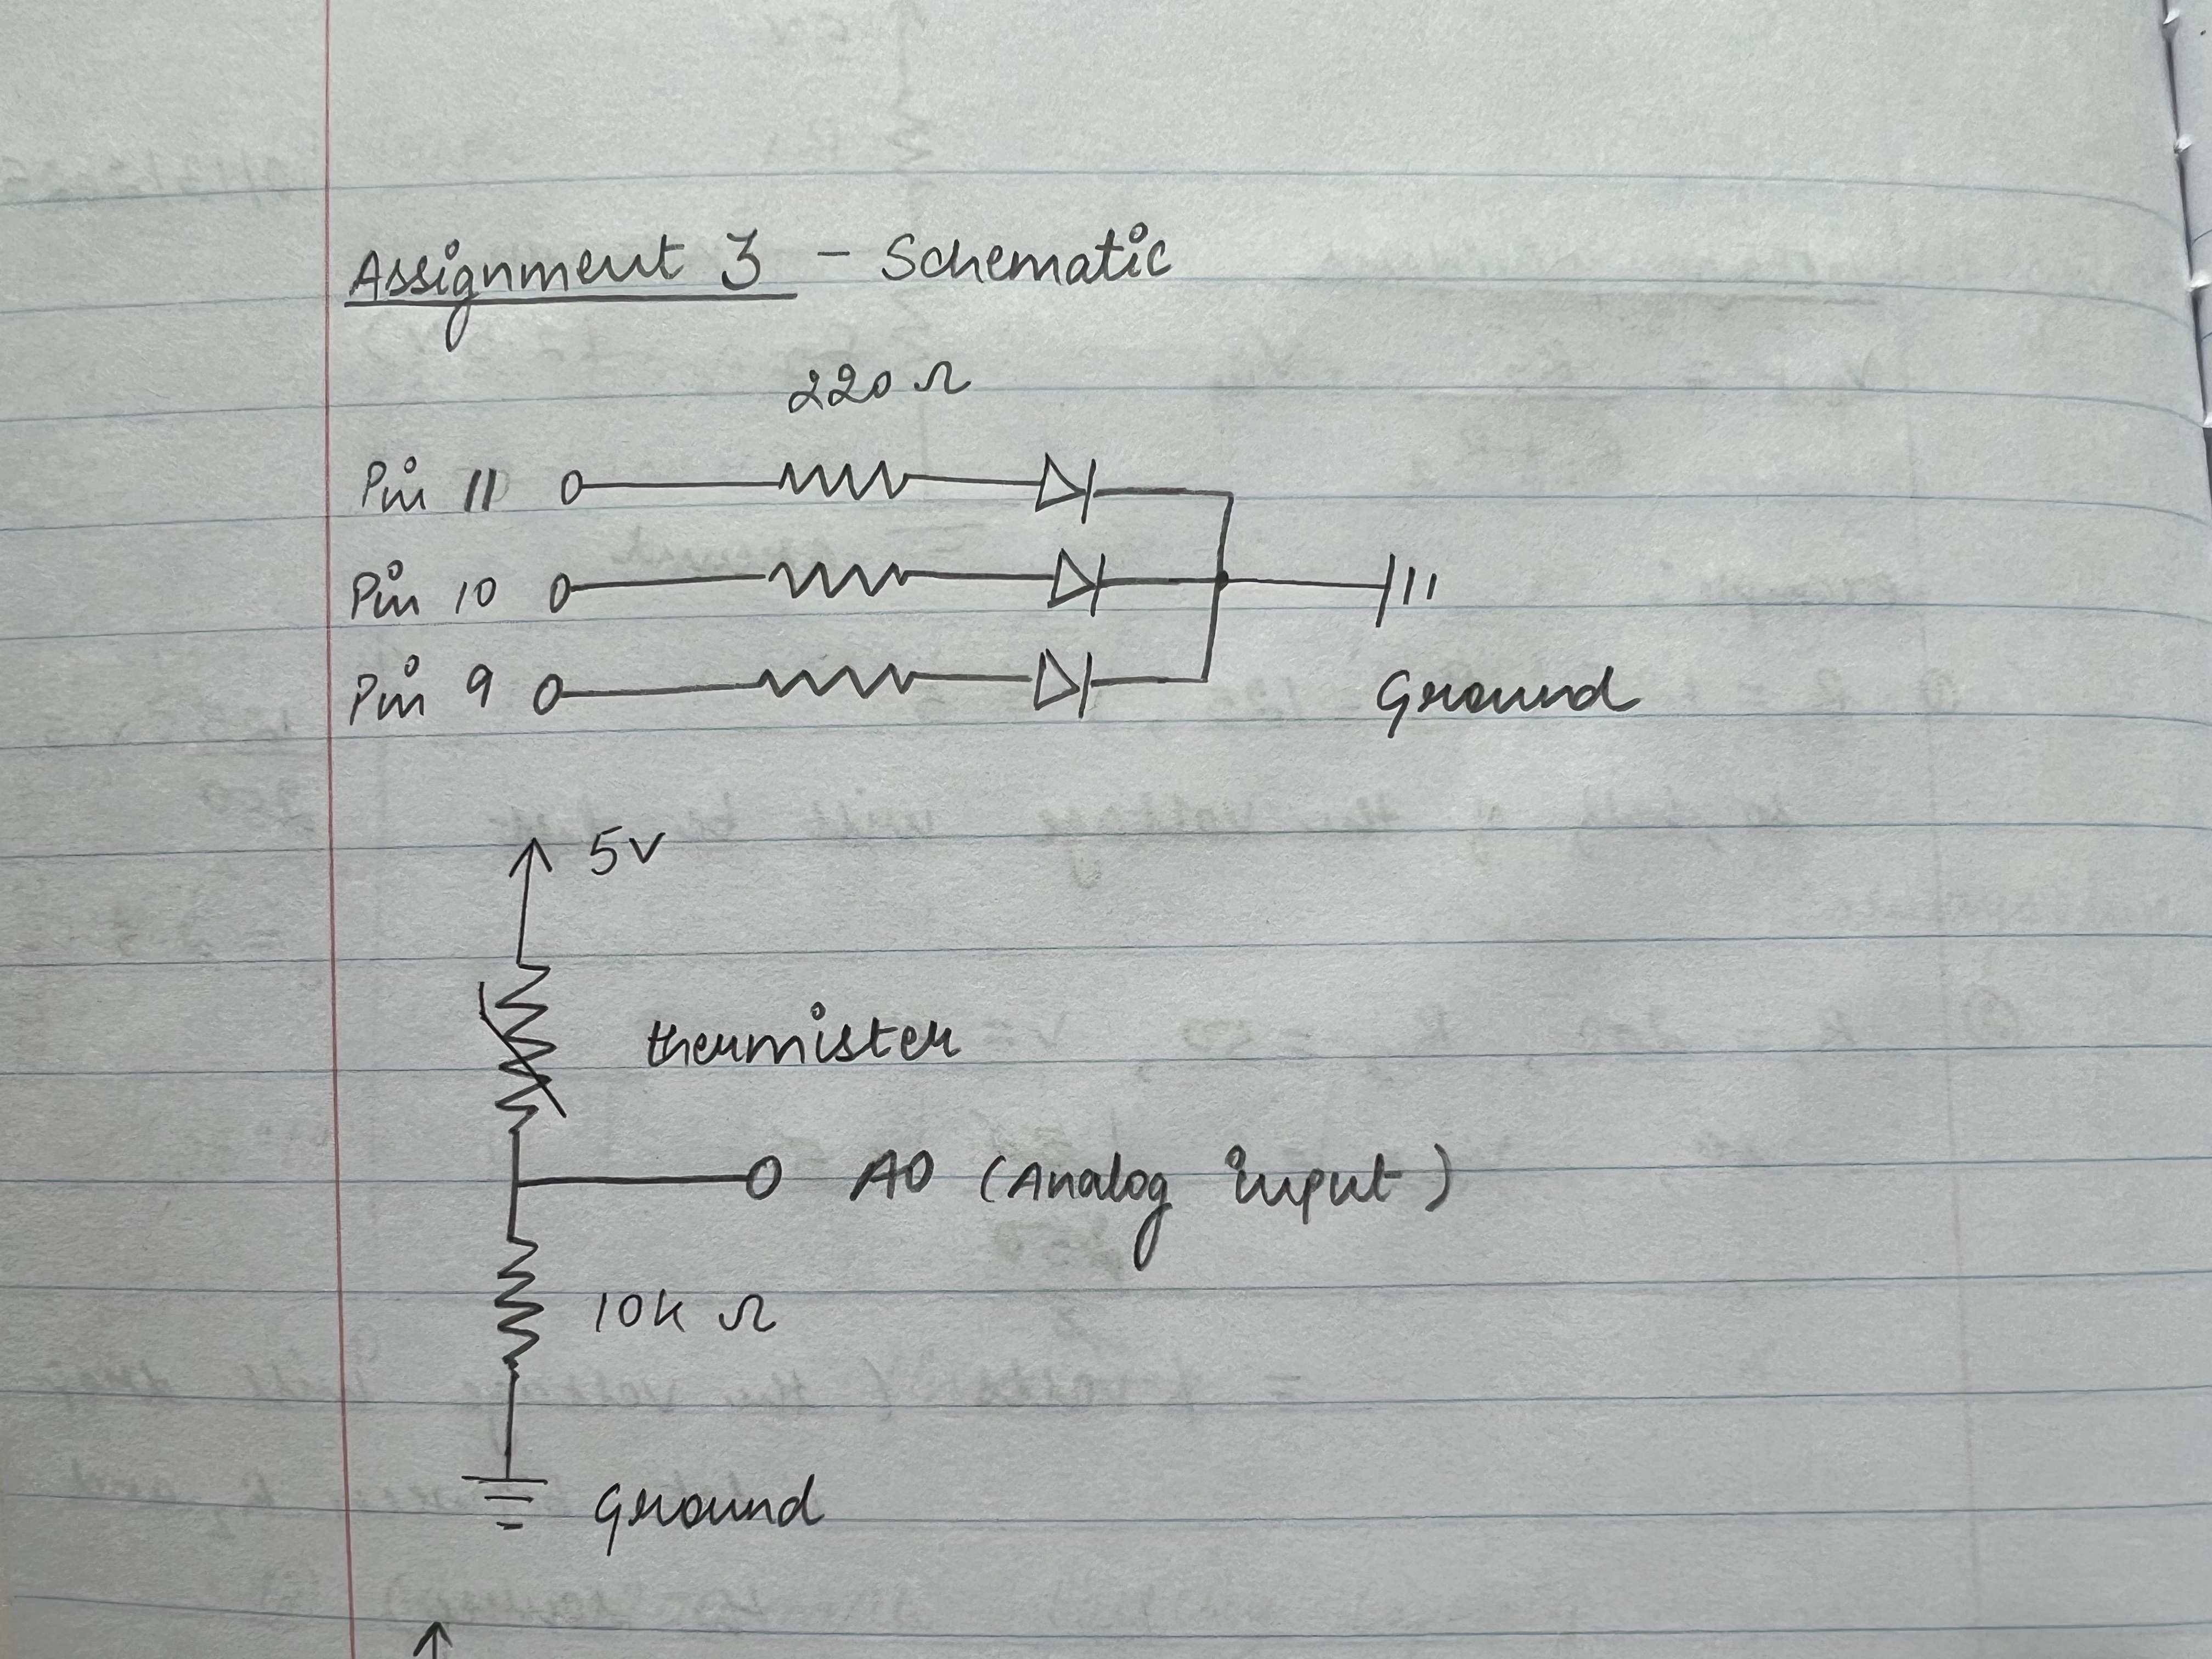 Assignment 3 - Schematic
220 Ω
Pin 11
Pin 10
Pin 9
Ground
5V
thermister
A0 (Analog input)
10k Ω
Ground